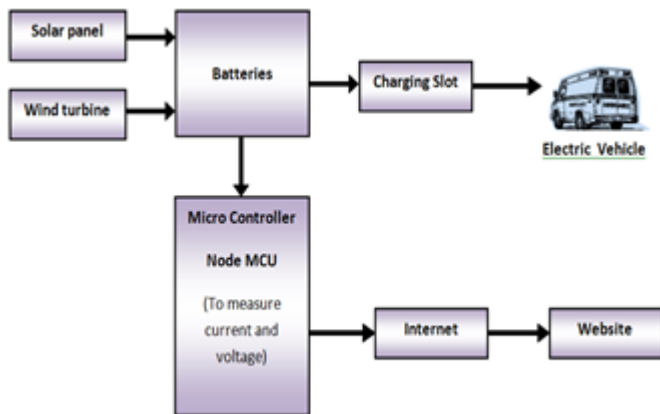 Solar panel
Batteries
Wind turbine
Charging Slot
Electric Vehicle
Micro Controller
Node MCU
(To measure
current and
voltage)
Internet
Website